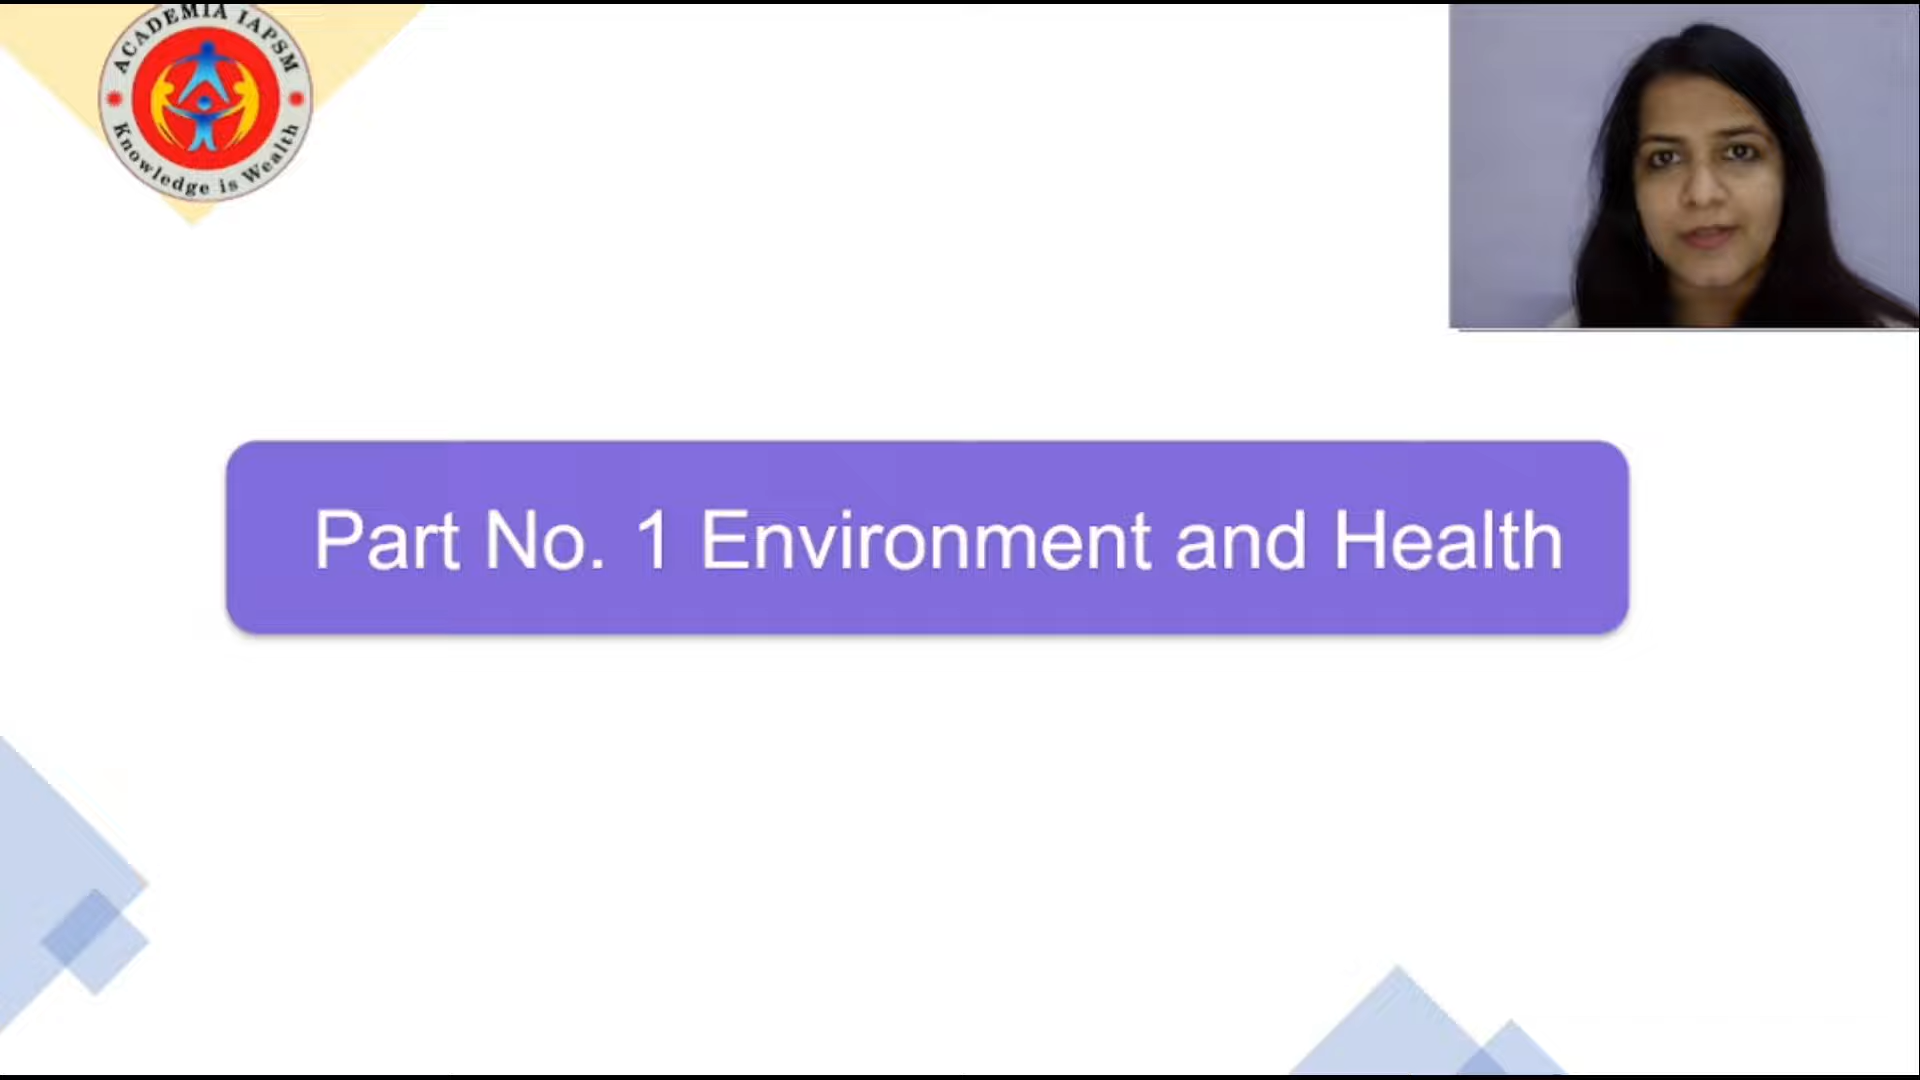 ACADEMIA IAPSM
Knowledge is Wealth
Part No. 1 Environment and Health